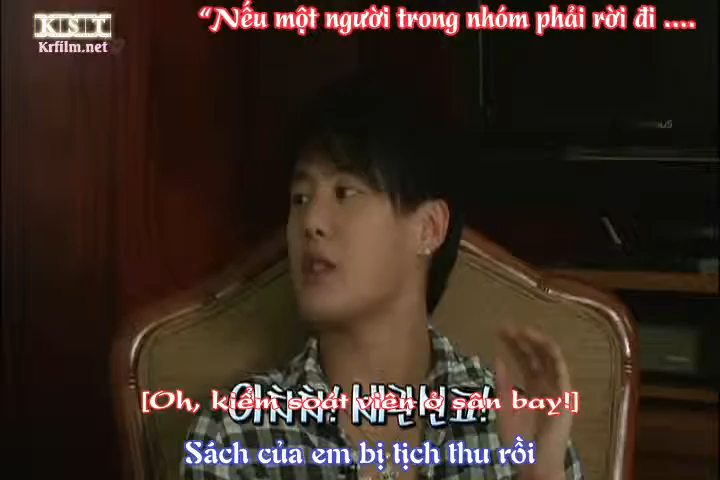 “Nếu một người trong nhóm phải rời đi ....
KST
Krfilm.net
[Oh, kiểm soát viên ở sân bay!]
Sách của em bị tịch thu rồi